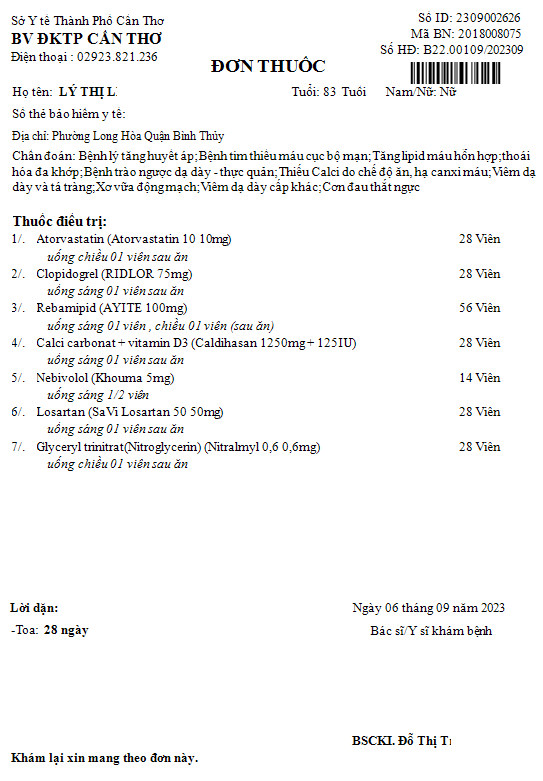 Sở Y tế Thành Phố Cần Thơ
BV ĐKTP CẦN THƠ
Điện thoại : 02923.821.236
Số ID: 2309002626
Mã BN: 2018008075
Số HĐ: B22.00109/202309
ĐƠN THUỐC
Họ tên: LÝ THỊ L Tuổi: 83 Tuổi Nam/Nữ: Nữ
Số thẻ bảo hiểm y tế:
Địa chỉ: Phường Long Hòa Quận Bình Thủy
Chẩn đoán: Bệnh lý tăng huyết áp;Bệnh tim thiếu máu cục bộ mạn;Tăng lipid máu hỗn hợp;thoái
hóa đa khớp;Bệnh trào ngược dạ dày - thực quản;Thiếu Calci do chế độ ăn, hạ canxi máu;Viêm dạ
dày và tá tràng;Xơ vữa động mạch;Viêm dạ dày cấp khác;Cơn đau thắt ngực
Thuốc điều trị:
1/. Atorvastatin (Atorvastatin 10 10mg) 28 Viên
uống chiều 01 viên sau ăn
2/. Clopidogrel (RIDLOR 75mg) 28 Viên
uống sáng 01 viên sau ăn
3/. Rebamipid (AYITE 100mg) 56 Viên
uống sáng 01 viên , chiều 01 viên (sau ăn)
4/. Calci carbonat + vitamin D3 (Caldihasan 1250mg + 125IU) 28 Viên
uống sáng 01 viên sau ăn
5/. Nebivolol (Khouma 5mg) 14 Viên
uống sáng 1/2 viên
6/. Losartan (SaVi Losartan 50 50mg) 28 Viên
uống sáng 01 viên sau ăn
7/. Glyceryl trinitrat(Nitroglycerin) (Nitralmyl 0,6 0,6mg) 28 Viên
uống chiều 01 viên sau ăn
Lời dặn:
Ngày 06 tháng 09 năm 2023
-Toa: 28 ngày
Bác sĩ/Y sĩ khám bệnh
BSCKI. Đỗ Thị T
Khám lại xin mang theo đơn này.